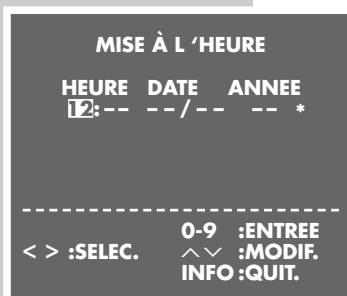 MISE À L 'HEURE
HEURE DATE ANNEE
12:-- --/-- -- *
0-9 :ENTREE
< > :SELEC. ︿﹀ :MODIF.
INFO :QUIT.